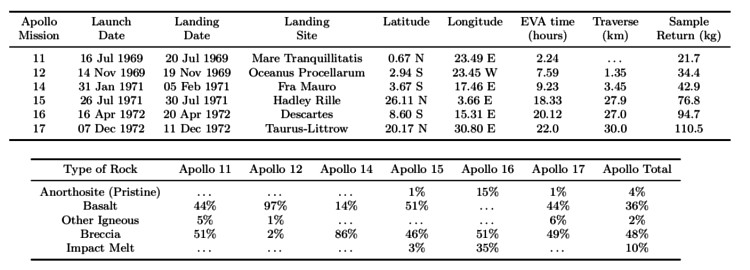 Apollo Launch Landing Landing Latitude Longitude EVA time Traverse Sample
Mission Date Date Site (hours) (km) Return (kg)
11 16 Jul 1969 20 Jul 1969 Mare Tranquillitatis 0.67 N 23.49 E 2.24 ... 21.7
12 14 Nov 1969 19 Nov 1969 Oceanus Procellarum 2.94 S 23.45 W 7.59 1.35 34.4
14 31 Jan 1971 05 Feb 1971 Fra Mauro 3.67 S 17.46 E 9.23 3.45 42.9
15 26 Jul 1971 30 Jul 1971 Hadley Rille 26.11 N 3.66 E 18.33 27.9 76.8
16 16 Apr 1972 20 Apr 1972 Descartes 8.60 S 15.31 E 20.12 27.0 94.7
17 07 Dec 1972 11 Dec 1972 Taurus-Littrow 20.17 N 30.80 E 22.0 30.0 110.5
Type of Rock Apollo 11 Apollo 12 Apollo 14 Apollo 15 Apollo 16 Apollo 17 Apollo Total
Anorthosite (Pristine) ... ... ... 1% 15% 1% 4%
Basalt 44% 97% 14% 51% ... 44% 36%
Other Igneous 5% 1% ... ... ... 6% 2%
Breccia 51% 2% 86% 46% 51% 49% 48%
Impact Melt ... ... ... 3% 35% ... 10%